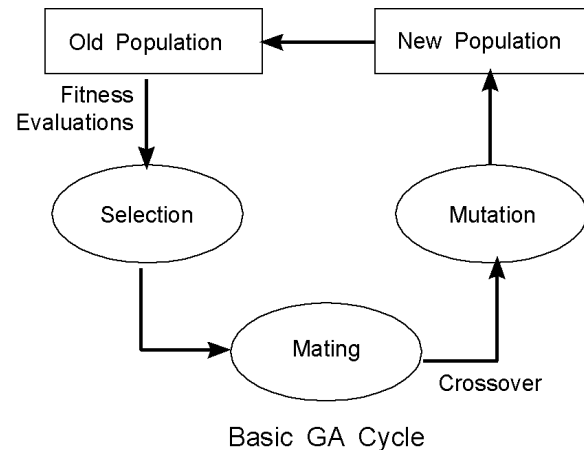 Old Population
New Population
Fitness
Evaluations
Selection
Mutation
Mating
Crossover
Basic GA Cycle